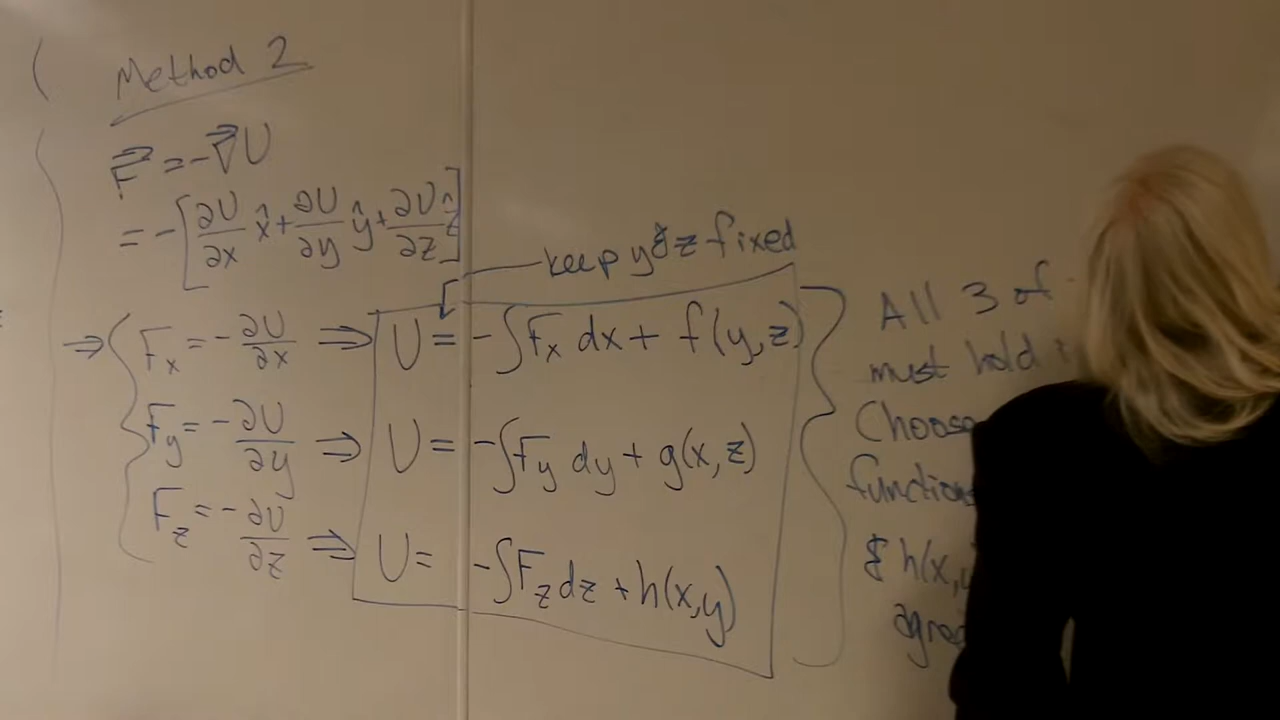 Method 2
F⃗ = -∇⃗U
= -[∂U/∂x x̂ + ∂U/∂y ŷ + ∂U/∂z ẑ]
keep y & z fixed
⇒ { Fx = -∂U/∂x ⇒ U = -∫Fx dx + f(y,z)
Fy = -∂U/∂y ⇒ U = -∫Fy dy + g(x,z)
Fz = -∂U/∂z ⇒ U = -∫Fz dz + h(x,y)
All 3 of
must hold
Choose
function
& h(x,
agre